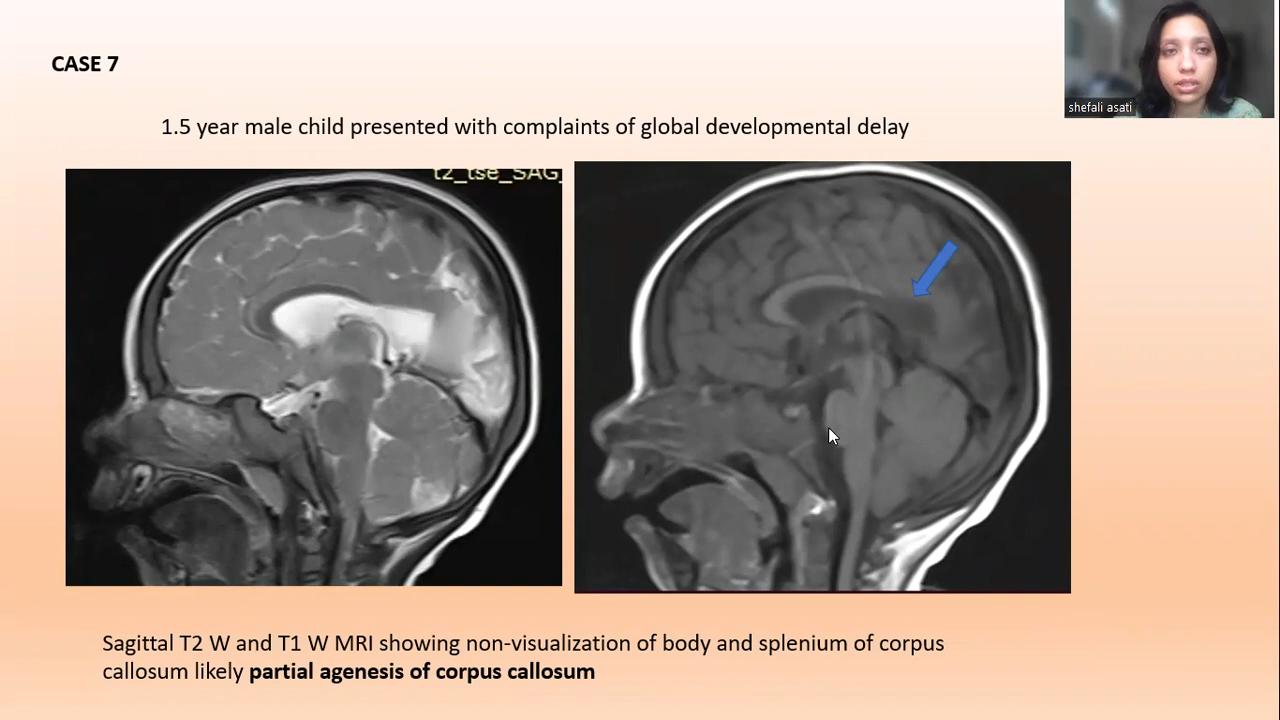 CASE 7
shefali asati
1.5 year male child presented with complaints of global developmental delay
t2_tse_SAG_
Sagittal T2 W and T1 W MRI showing non-visualization of body and splenium of corpus
callosum likely partial agenesis of corpus callosum